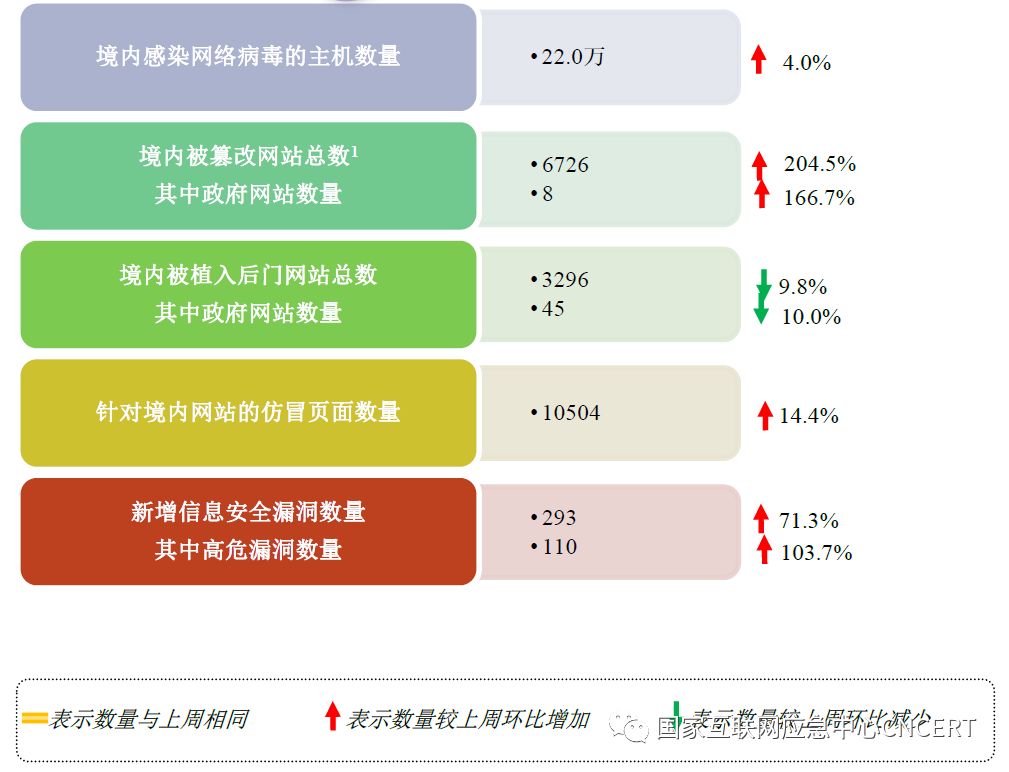 境内感染网络病毒的主机数量
•22.0万
4.0%
境内被篡改网站总数1
其中政府网站数量
•6726
•8
204.5%
166.7%
境内被植入后门网站总数
其中政府网站数量
•3296
•45
9.8%
10.0%
针对境内网站的仿冒页面数量
•10504
14.4%
新增信息安全漏洞数量
其中高危漏洞数量
•293
•110
71.3%
103.7%
表示数量与上周相同
表示数量较上周环比增加
表示数量较上周环比减少
国家互联网应急中心CNCERT